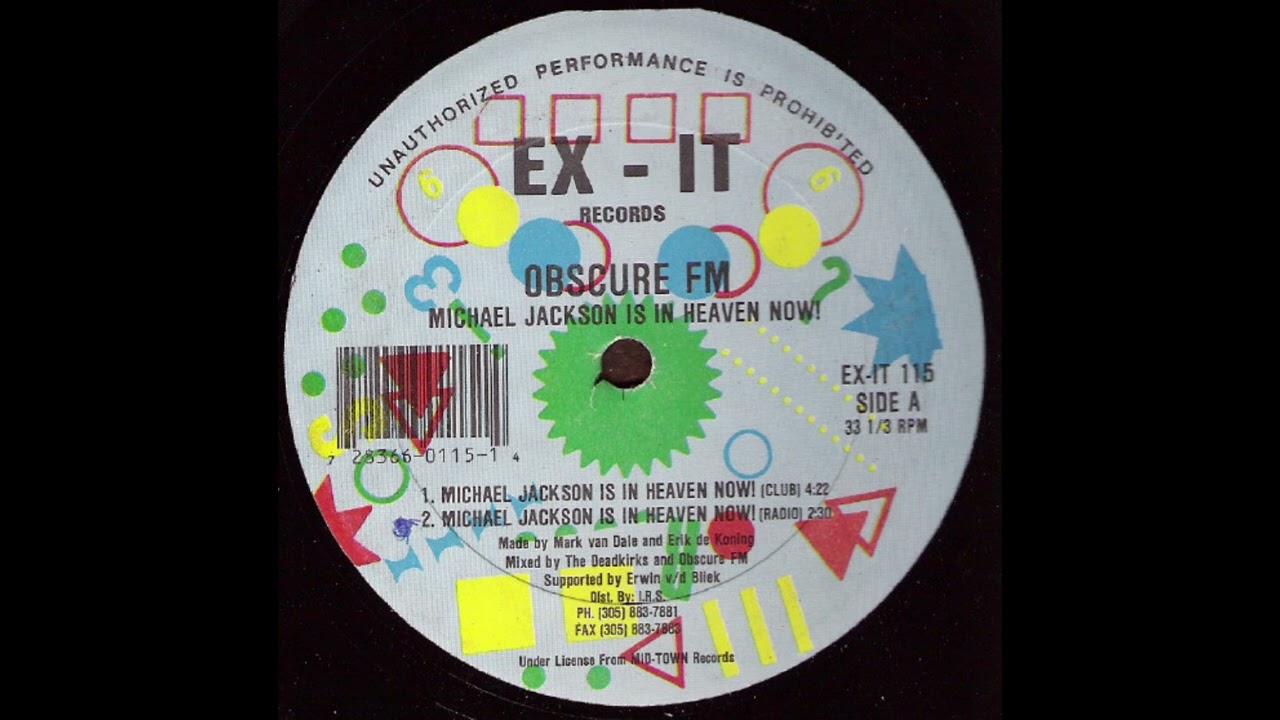 UNAUTHORIZED PERFORMANCE IS PROHIBITED
6 6
EX - IT
RECORDS
OBSCURE FM
MICHAEL JACKSON IS IN HEAVEN NOW!
EX-IT 115
SIDE A
33 1/3 RPM
7 28366-0115-1 4
1. MICHAEL JACKSON IS IN HEAVEN NOW! (CLUB) 4:22
2. MICHAEL JACKSON IS IN HEAVEN NOW! (RADIO) 2:30
Made by Mark van Dale and Erik de Koning
Mixed by The Deadkirks and Obscure FM
Supported by Erwin v/d Bliek
Dist. By: I.R.S.
PH. (305) 883-7881
FAX (305) 883-7883
Under License From MID-TOWN Records